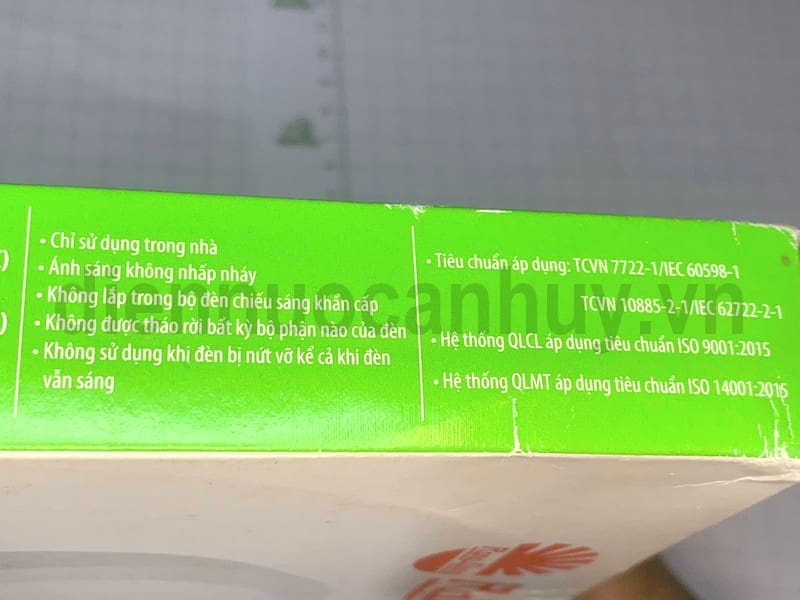 • Chỉ sử dụng trong nhà
• Ánh sáng không nhấp nháy
• Không lắp trong bộ đèn chiếu sáng khẩn cấp
• Không được tháo rời bất kỳ bộ phận nào của đèn
• Không sử dụng khi đèn bị nứt vỡ kể cả khi đèn
vẫn sáng
• Tiêu chuẩn áp dụng: TCVN 7722-1/IEC 60598-1
TCVN 10885-2-1/IEC 62722-2-1
• Hệ thống QLCL áp dụng tiêu chuẩn ISO 9001:2015
• Hệ thống QLMT áp dụng tiêu chuẩn ISO 14001:2015
diennuocanhuy.vn